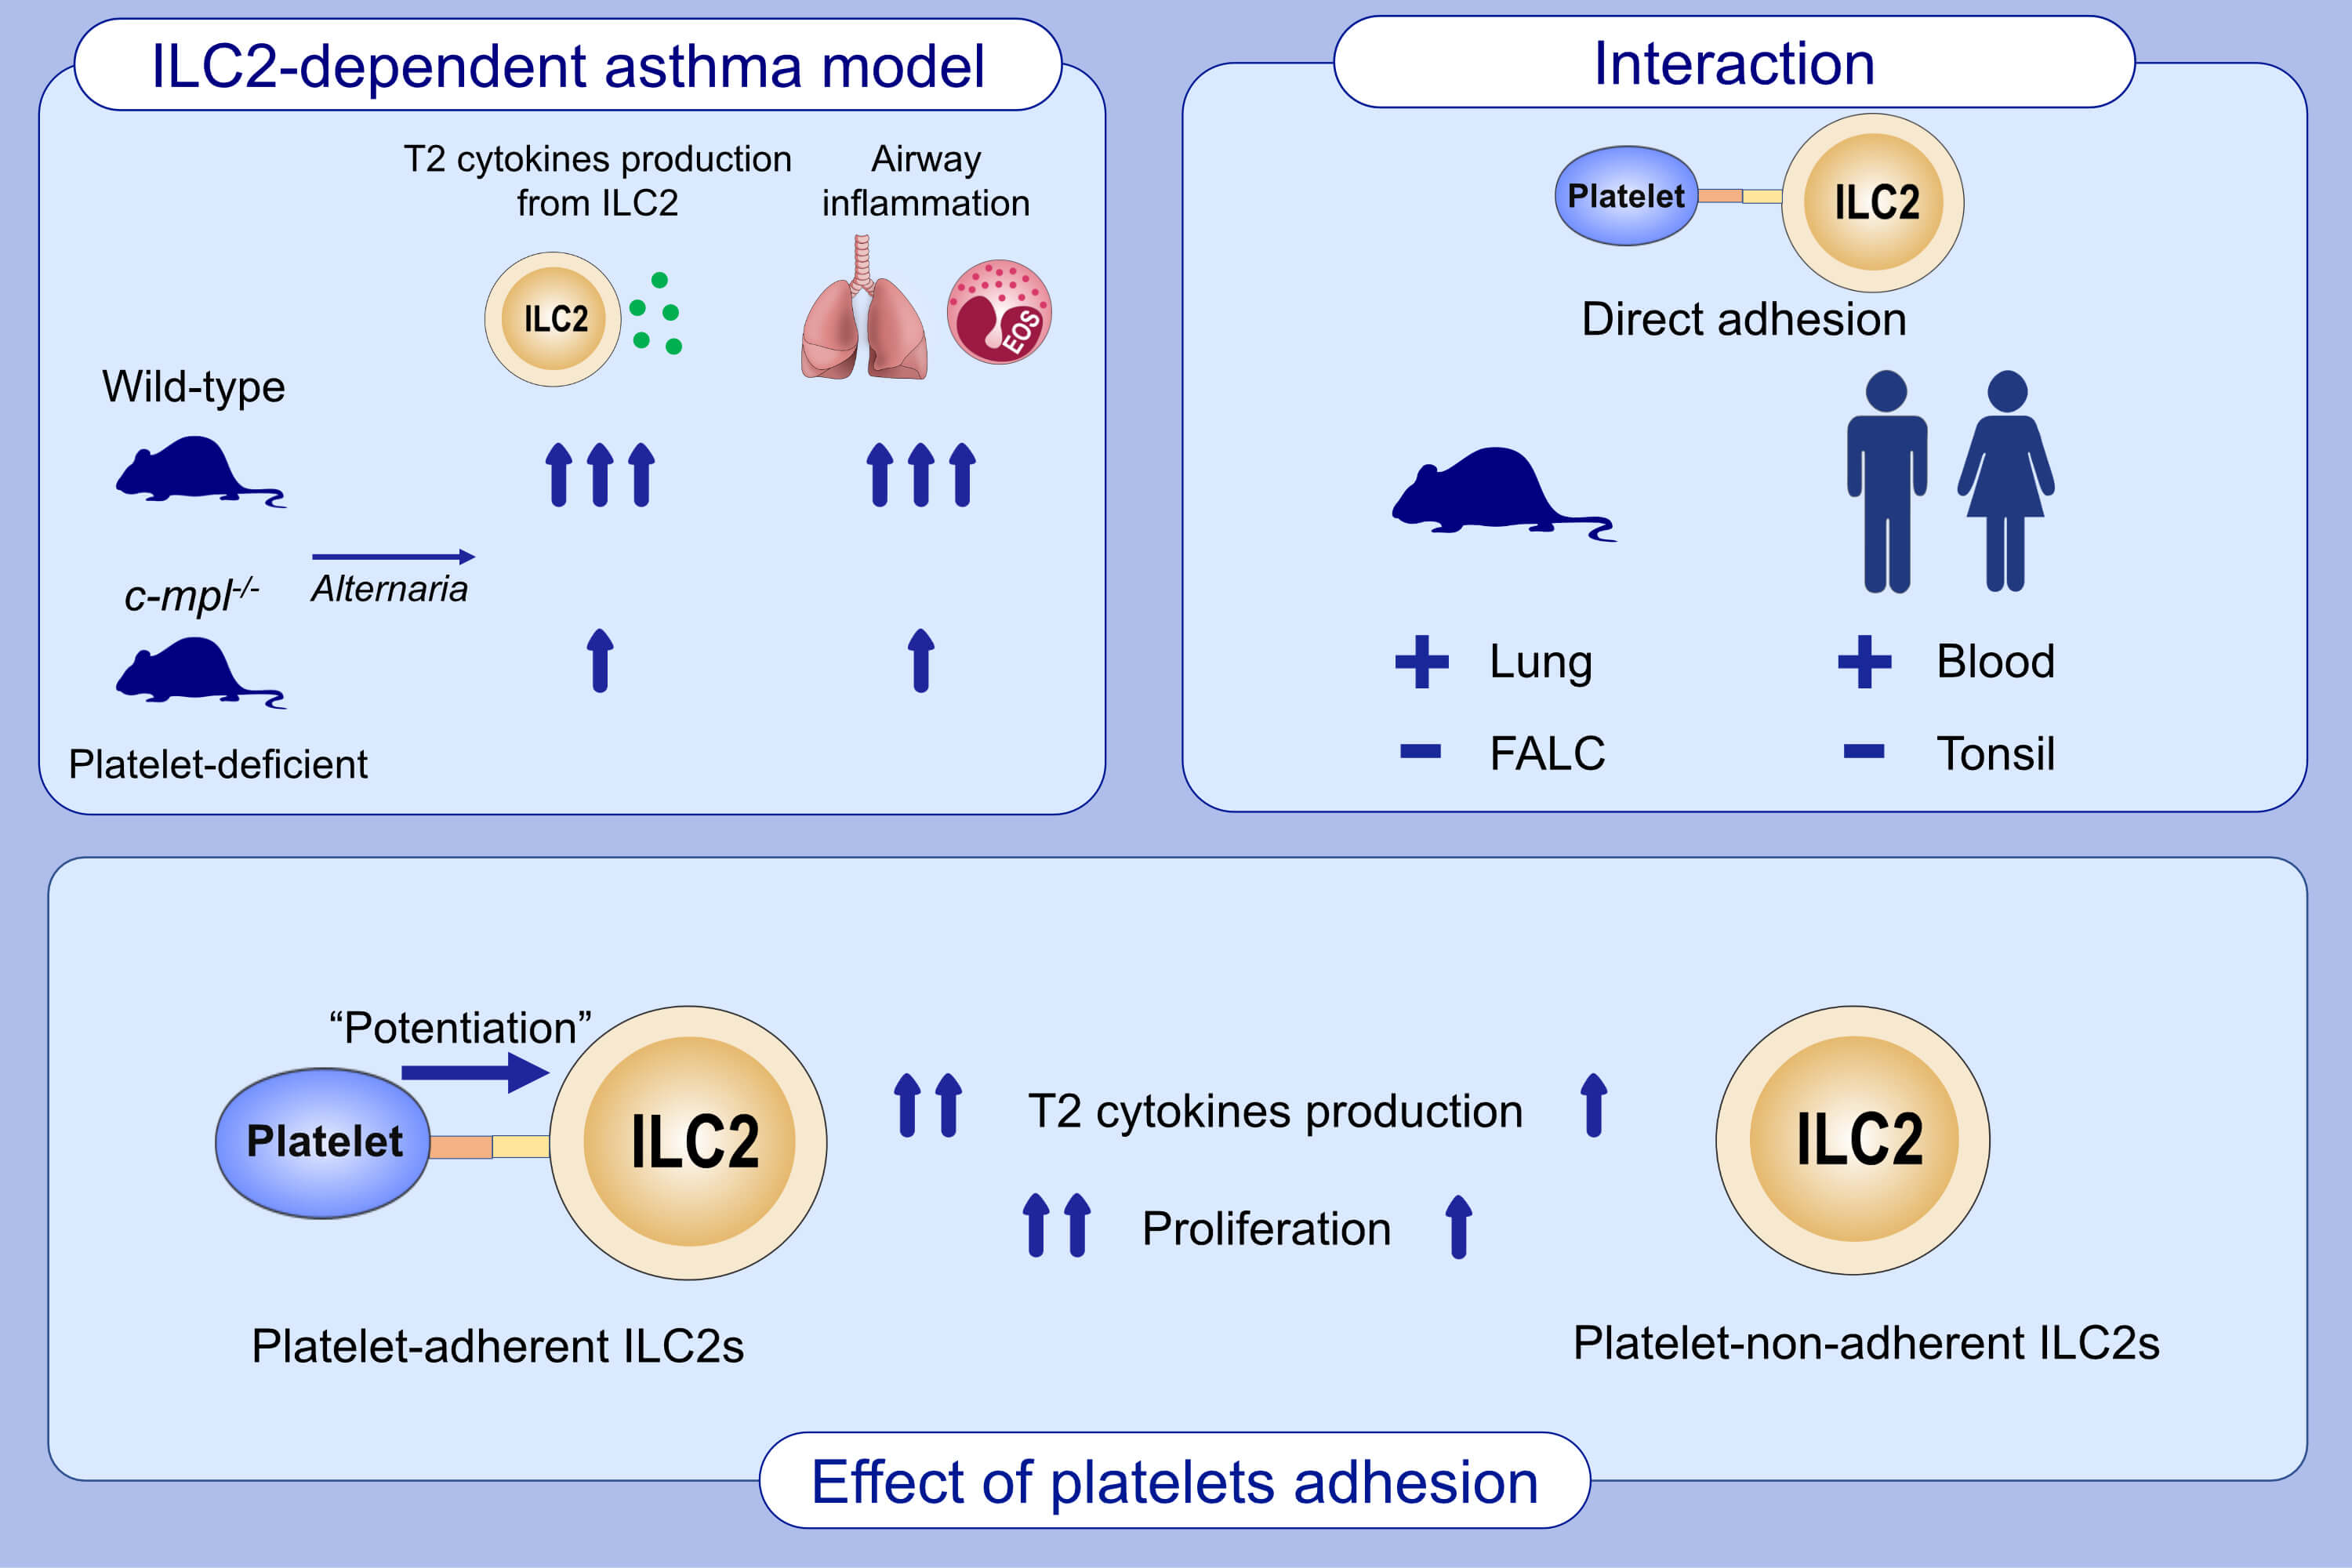 ILC2-dependent asthma model
T2 cytokines production
from ILC2
Airway
inflammation
ILC2
EOS
Wild-type
c-mpl-/-
Alternaria
Platelet-deficient
Interaction
Platelet
ILC2
Direct adhesion
+ Lung
- FALC
+ Blood
- Tonsil
“Potentiation”
Platelet
ILC2
Platelet-adherent ILC2s
T2 cytokines production
Proliferation
ILC2
Platelet-non-adherent ILC2s
Effect of platelets adhesion